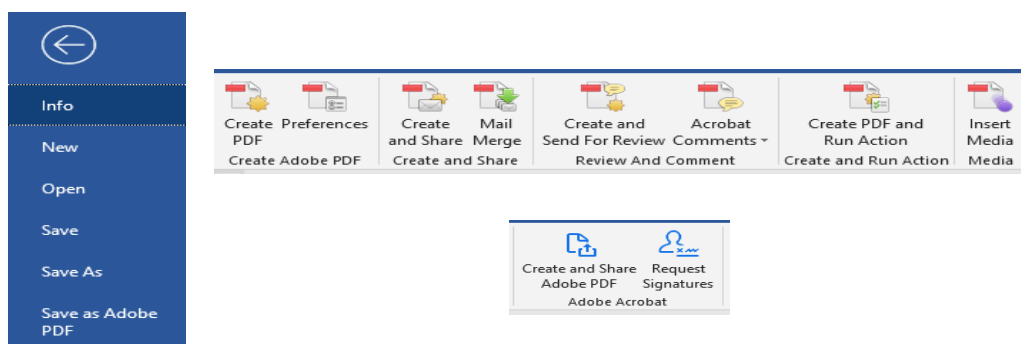 Info
New
Open
Save
Save As
Save as Adobe
PDF
Create Preferences
PDF
Create Adobe PDF
Create Mail
and Share Merge
Create and Share
Create and Acrobat
Send For Review Comments
Review And Comment
Create PDF and
Run Action
Create and Run Action
Insert
Media
Media
Create and Share Request
Adobe PDF Signatures
Adobe Acrobat